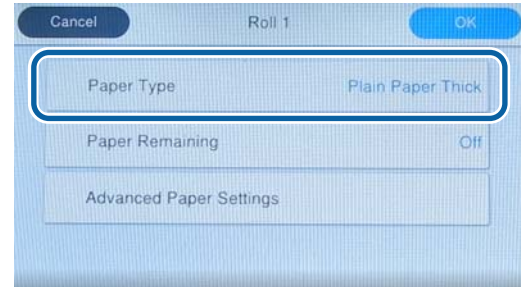 Cancel Roll 1 OK
Paper Type Plain Paper Thick
Paper Remaining Off
Advanced Paper Settings